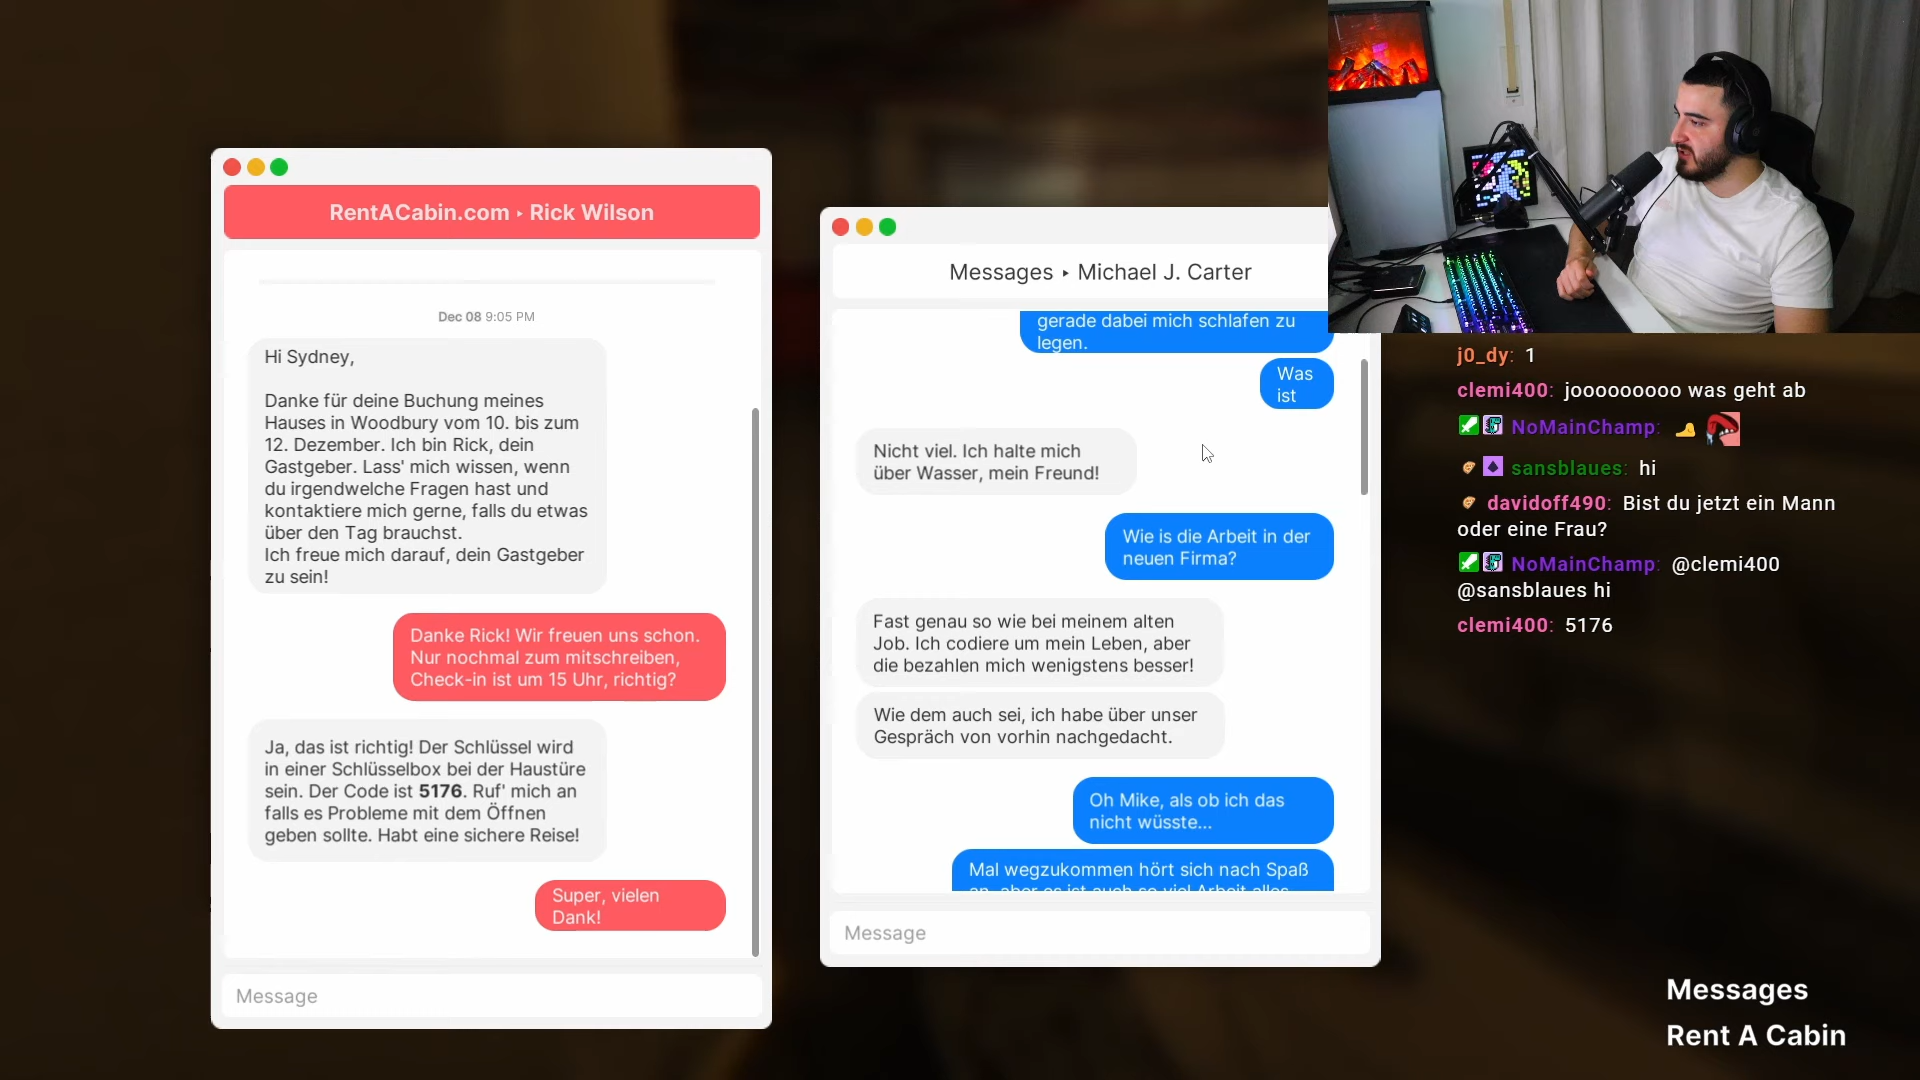 RentACabin.com ▸ Rick Wilson
Dec 08 9:05 PM
Hi Sydney,
Danke für deine Buchung meines
Hauses in Woodbury vom 10. bis zum
12. Dezember. Ich bin Rick, dein
Gastgeber. Lass' mich wissen, wenn
du irgendwelche Fragen hast und
kontaktiere mich gerne, falls du etwas
über den Tag brauchst.
Ich freue mich darauf, dein Gastgeber
zu sein!
Danke Rick! Wir freuen uns schon.
Nur nochmal zum mitschreiben,
Check-in ist um 15 Uhr, richtig?
Ja, das ist richtig! Der Schlüssel wird
in einer Schlüsselbox bei der Haustüre
sein. Der Code ist 5176. Ruf' mich an
falls es Probleme mit dem Öffnen
geben sollte. Habt eine sichere Reise!
Super, vielen
Dank!
Message
Messages ▸ Michael J. Carter
gerade dabei mich schlafen zu
legen.
Was
ist
Nicht viel. Ich halte mich
über Wasser, mein Freund!
Wie is die Arbeit in der
neuen Firma?
Fast genau so wie bei meinem alten
Job. Ich codiere um mein Leben, aber
die bezahlen mich wenigstens besser!
Wie dem auch sei, ich habe über unser
Gespräch von vorhin nachgedacht.
Oh Mike, als ob ich das
nicht wüsste...
Mal wegzukommen hört sich nach Spaß
an, aber es ist auch so viel Arbeit alles
Message
j0_dy: 1
clemi400: jooooooooo was geht ab
NoMainChamp:
sansblaues: hi
davidoff490: Bist du jetzt ein Mann
oder eine Frau?
NoMainChamp: @clemi400
@sansblaues hi
clemi400: 5176
Messages
Rent A Cabin